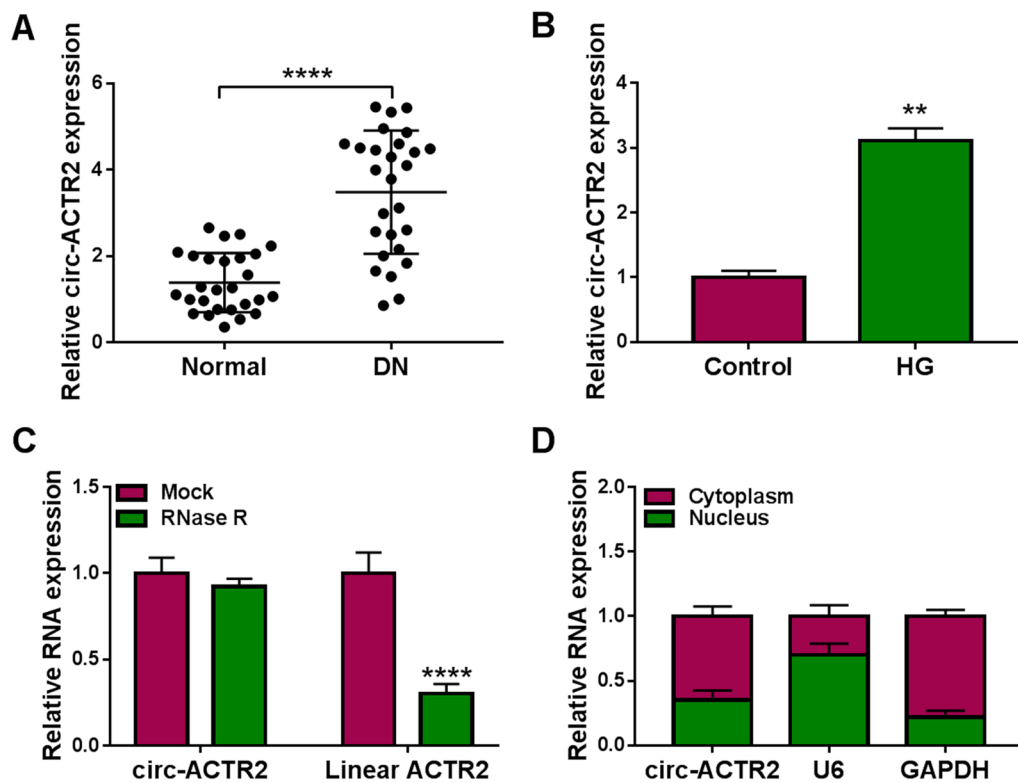 A
Relative circ-ACTR2 expression
6
4
2
0
****
Normal
DN
B
Relative circ-ACTR2 expression
4
3
2
1
0
**
Control
HG
C
Relative RNA expression
1.5
1.0
0.5
0.0
Mock
RNase R
****
circ-ACTR2
Linear ACTR2
D
Relative RNA expression
2.0
1.5
1.0
0.5
0.0
Cytoplasm
Nucleus
circ-ACTR2
U6
GAPDH